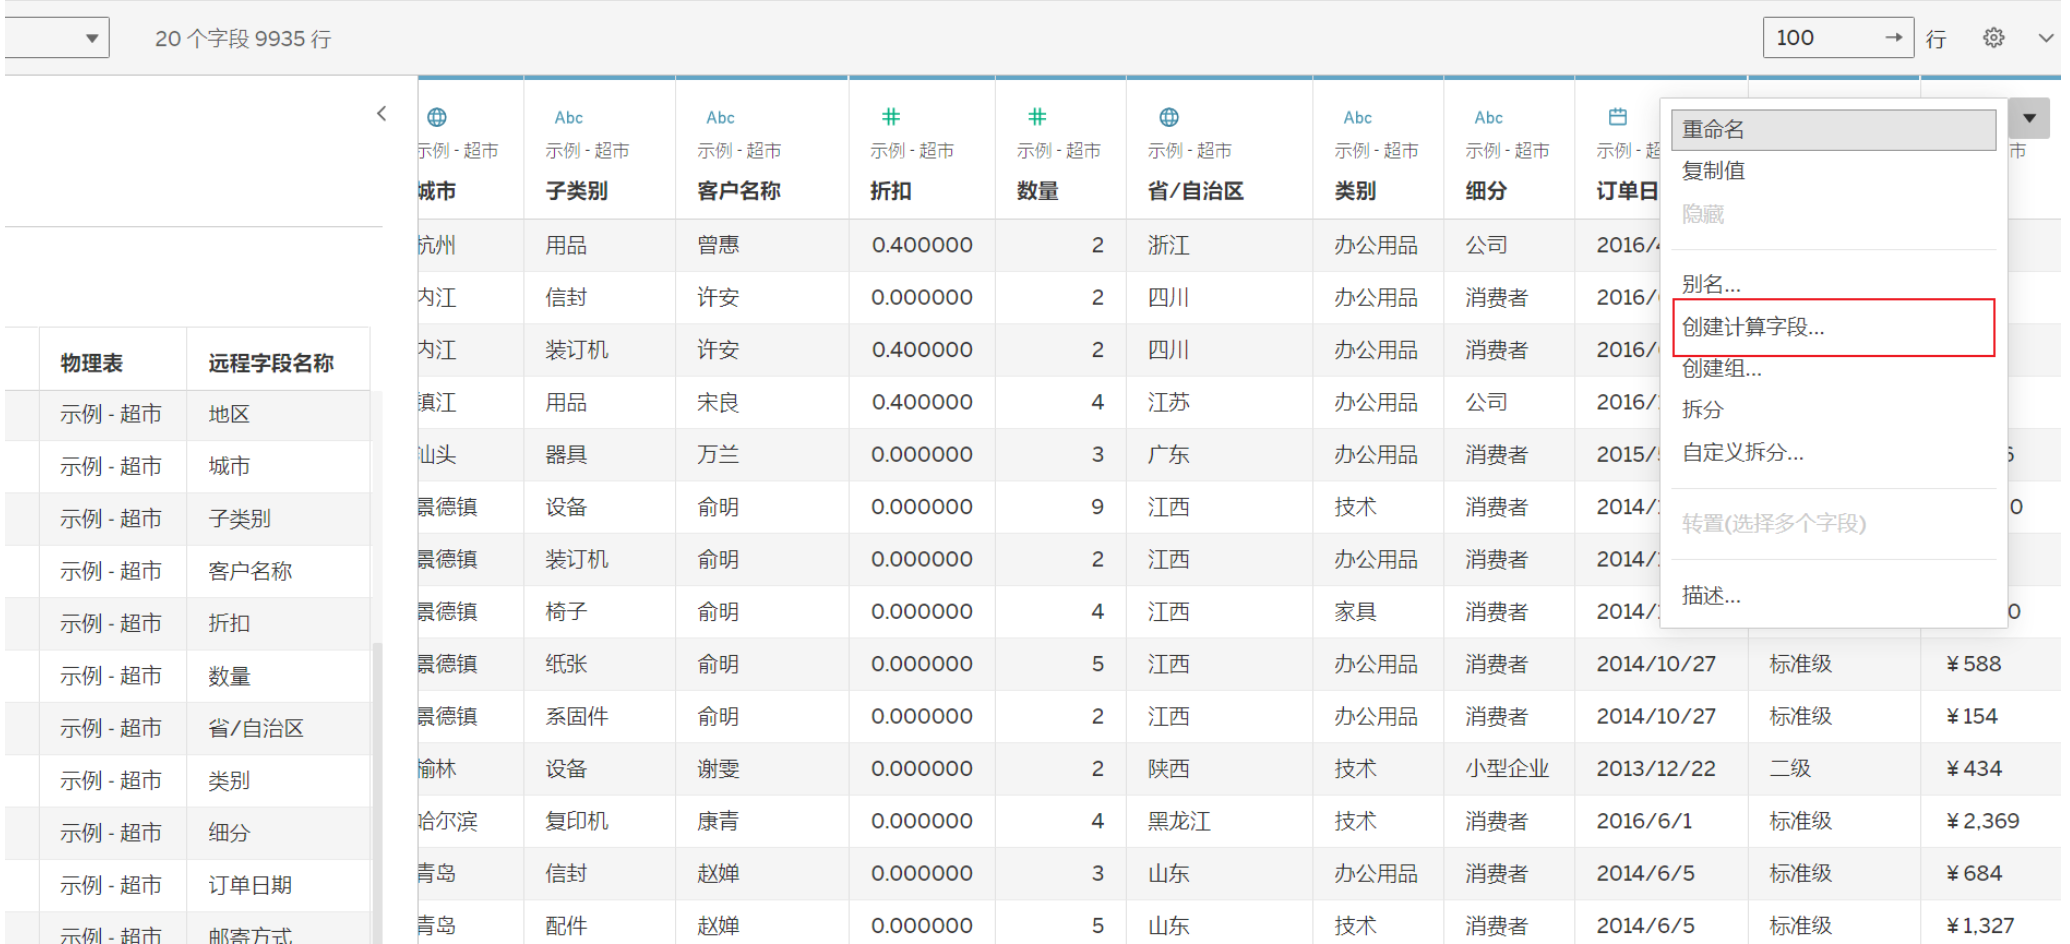 20 个字段 9935 行
100 → 行
Abc Abc # # Abc Abc
示例 - 超市 示例 - 超市 示例 - 超市 示例 - 超市 示例 - 超市 示例 - 超市 示例 - 超市 示例 - 超市 示例 - 超 市
城市 子类别 客户名称 折扣 数量 省/自治区 类别 细分 订单日
重命名
复制值
隐藏
别名...
创建计算字段...
创建组...
拆分
自定义拆分...
转置(选择多个字段)
描述...
杭州 用品 曾惠 0.400000 2 浙江 办公用品 公司 2016/
内江 信封 许安 0.000000 2 四川 办公用品 消费者 2016/
内江 装订机 许安 0.400000 2 四川 办公用品 消费者 2016/
镇江 用品 宋良 0.400000 4 江苏 办公用品 公司 2016/
汕头 器具 万兰 0.000000 3 广东 办公用品 消费者 2015/
景德镇 设备 俞明 0.000000 9 江西 技术 消费者 2014/ 0
景德镇 装订机 俞明 0.000000 2 江西 办公用品 消费者 2014/
景德镇 椅子 俞明 0.000000 4 江西 家具 消费者 2014/ 0
景德镇 纸张 俞明 0.000000 5 江西 办公用品 消费者 2014/10/27 标准级 ¥588
景德镇 系固件 俞明 0.000000 2 江西 办公用品 消费者 2014/10/27 标准级 ¥154
榆林 设备 谢雯 0.000000 2 陕西 技术 小型企业 2013/12/22 二级 ¥434
哈尔滨 复印机 康青 0.000000 4 黑龙江 技术 消费者 2016/6/1 标准级 ¥2,369
青岛 信封 赵婵 0.000000 3 山东 办公用品 消费者 2014/6/5 标准级 ¥684
青岛 配件 赵婵 0.000000 5 山东 技术 消费者 2014/6/5 标准级 ¥1,327
物理表 远程字段名称
示例 - 超市 地区
示例 - 超市 城市
示例 - 超市 子类别
示例 - 超市 客户名称
示例 - 超市 折扣
示例 - 超市 数量
示例 - 超市 省/自治区
示例 - 超市 类别
示例 - 超市 细分
示例 - 超市 订单日期
示例 - 超市 邮寄方式